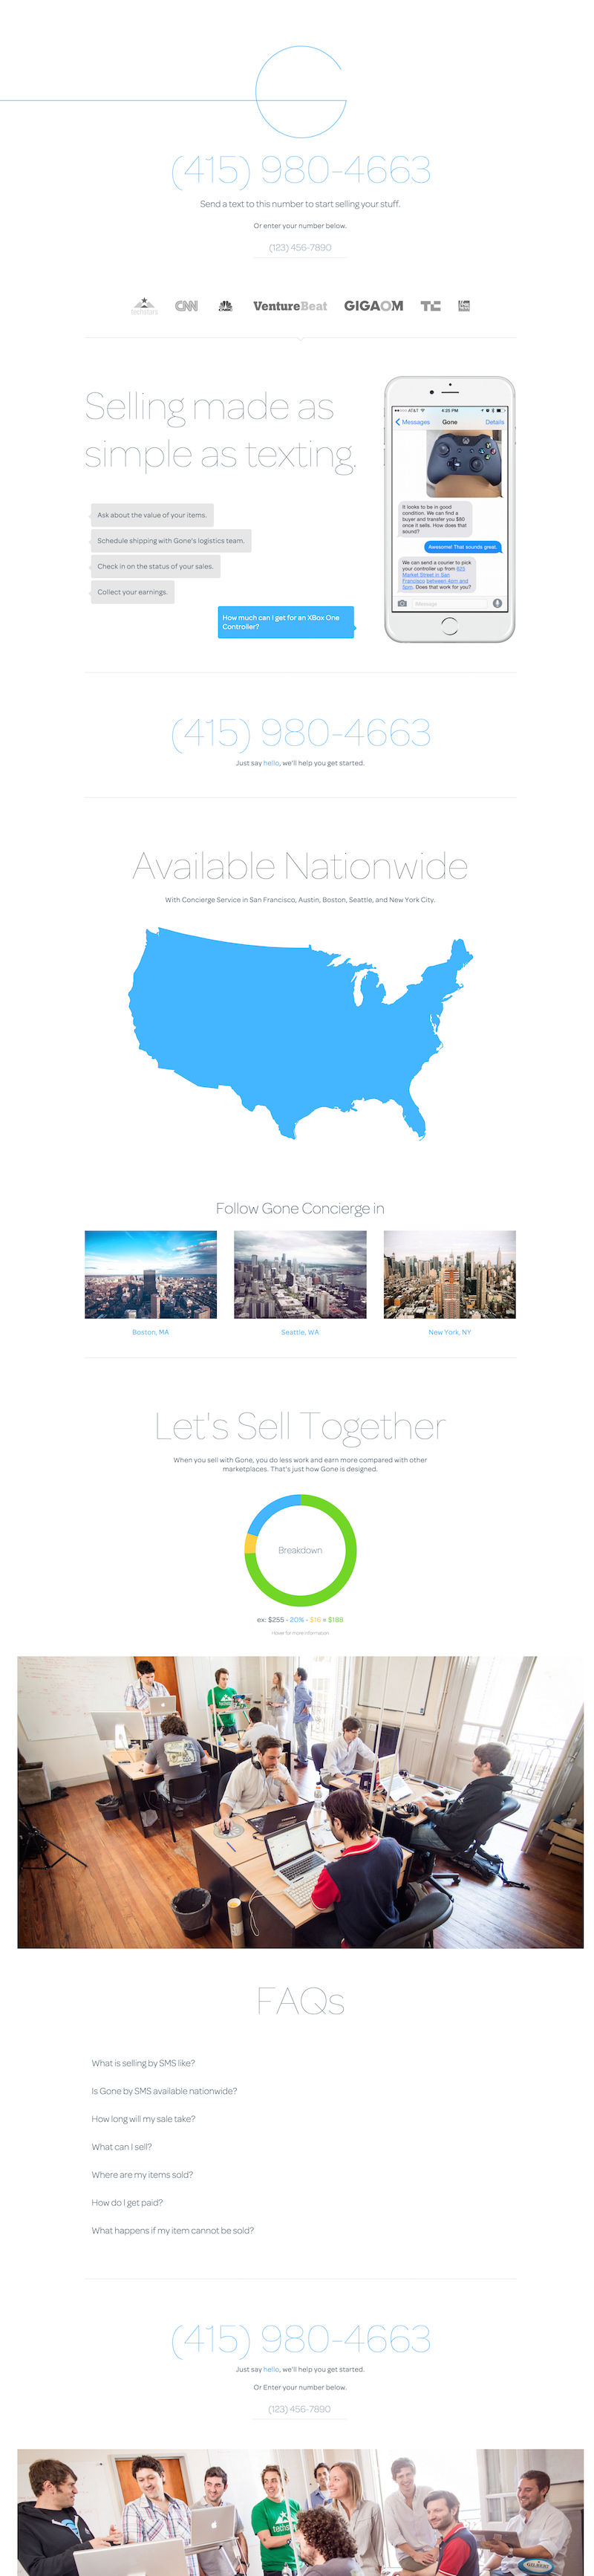 (415) 980-4663
Send a text to this number to start selling your stuff.
Or enter your number below.
(123) 456-7890
techstars
CNN
CNBC
VentureBeat
GIGAOM
TC
Selling made as
simple as texting.
Ask about the value of your items.
Schedule shipping with Gone's logistics team.
Check in on the status of your sales.
Collect your earnings.
How much can I get for an XBox One
Controller?
AT&T
4:25 PM
Messages
Gone
Details
It looks to be in good
condition. We can find a
buyer and transfer you $80
once it sells. How does that
sound?
Awesome! That sounds great.
We can send a courier to pick
your controller up from 655
Market Street in San
Francisco between 4pm and
5pm. Does that work for you?
iMessage
(415) 980-4663
Just say hello, we'll help you get started.
Available Nationwide
With Concierge Service in San Francisco, Austin, Boston, Seattle, and New York City.
Follow Gone Concierge in
Boston, MA
Seattle, WA
New York, NY
Let's Sell Together
When you sell with Gone, you do less work and earn more compared with other
marketplaces. That's just how Gone is designed.
Breakdown
ex: $255 - 20% - $16 = $188
Hover for more information
FAQs
What is selling by SMS like?
Is Gone by SMS available nationwide?
How long will my sale take?
What can I sell?
Where are my items sold?
How do I get paid?
What happens if my item cannot be sold?
(415) 980-4663
Just say hello, we'll help you get started.
Or Enter your number below.
(123) 456-7890